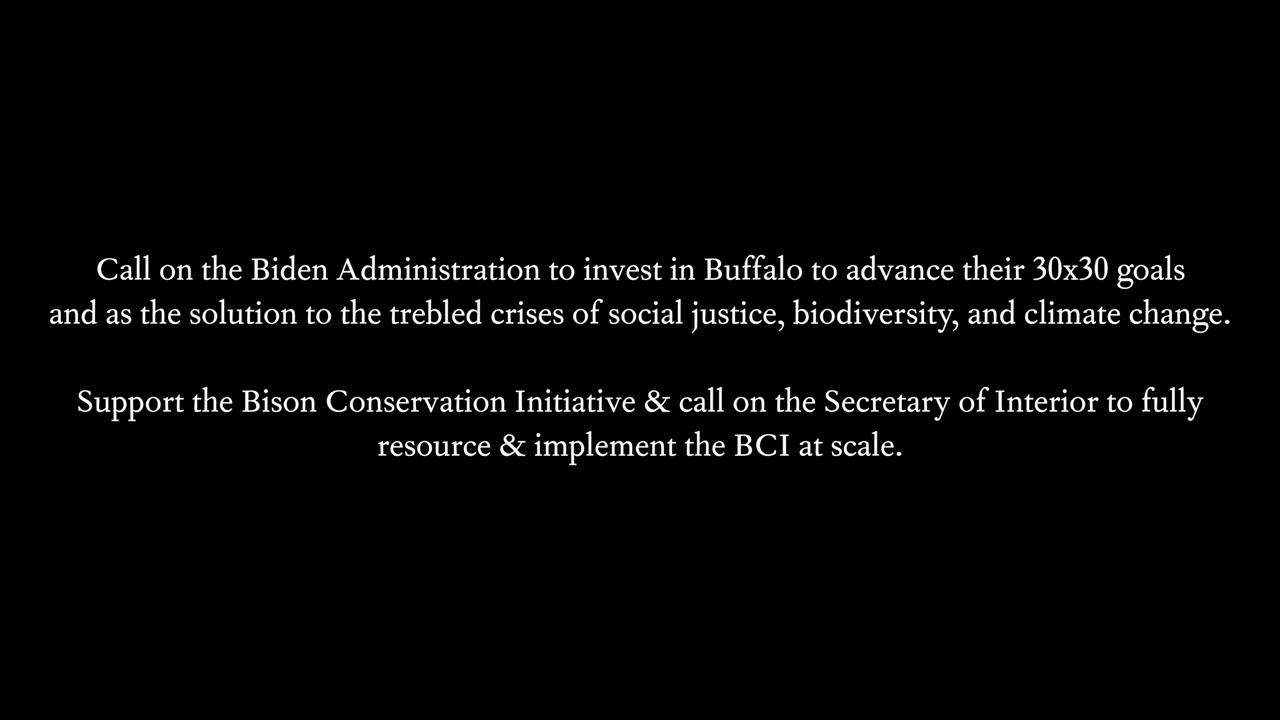 Call on the Biden Administration to invest in Buffalo to advance their 30x30 goals
and as the solution to the trebled crises of social justice, biodiversity, and climate change.
Support the Bison Conservation Initiative & call on the Secretary of Interior to fully
resource & implement the BCI at scale.